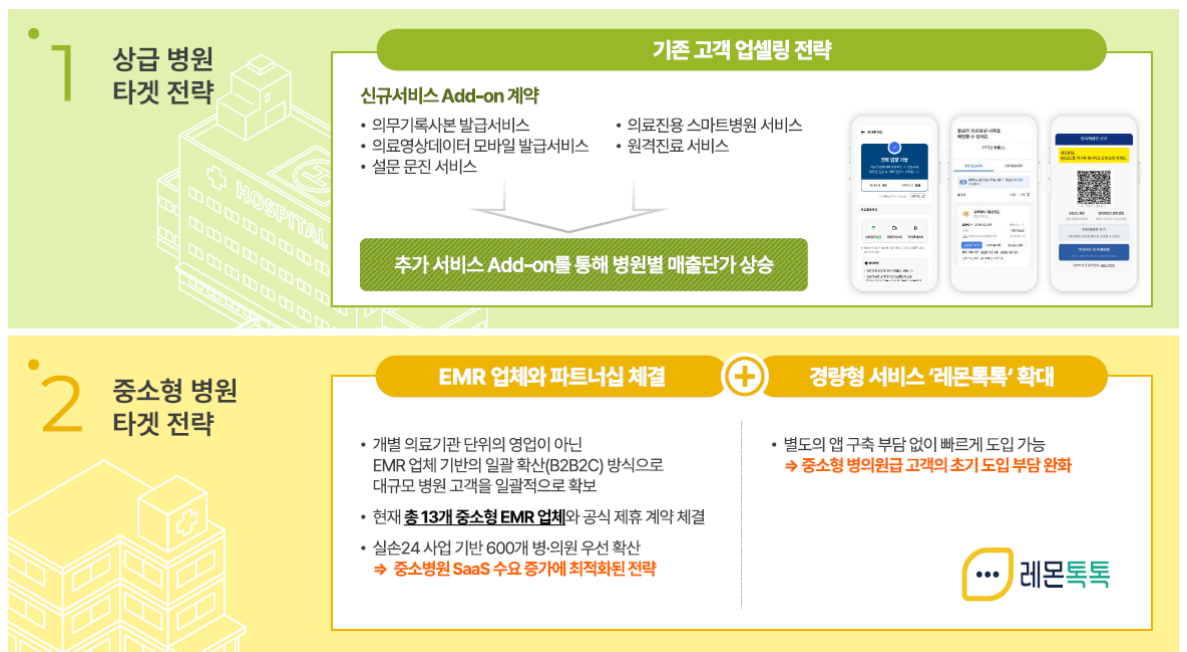 1
상급 병원
타겟 전략
기존 고객 업셀링 전략
신규서비스 Add-on 계약
• 의무기록사본 발급서비스
• 의료영상데이터 모바일 발급서비스
• 설문 문진 서비스
• 의료진용 스마트병원 서비스
• 원격진료 서비스
추가 서비스 Add-on를 통해 병원별 매출단가 상승
HOSPITAL
2
중소형 병원
타겟 전략
EMR 업체와 파트너십 체결
• 개별 의료기관 단위의 영업이 아닌
EMR 업체 기반의 일괄 확산(B2B2C) 방식으로
대규모 병원 고객을 일괄적으로 확보
• 현재 총 13개 중소형 EMR 업체와 공식 제휴 계약 체결
• 실손24 사업 기반 600개 병·의원 우선 확산
⇒ 중소병원 SaaS 수요 증가에 최적화된 전략
+
경량형 서비스 ‘레몬톡톡‘ 확대
• 별도의 앱 구축 부담 없이 빠르게 도입 가능
⇒ 중소형 병의원급 고객의 초기 도입 부담 완화
레몬톡톡